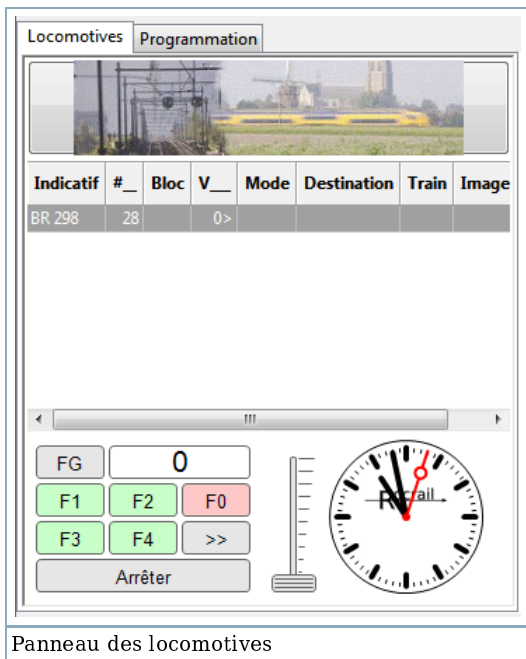 Locomotives Programmation
Indicatif #_ Bloc V__ Mode Destination Train Image
BR 298 28 0>
FG 0
F1 F2 F0
F3 F4 >>
Arrêter
Rocrail
Panneau des locomotives